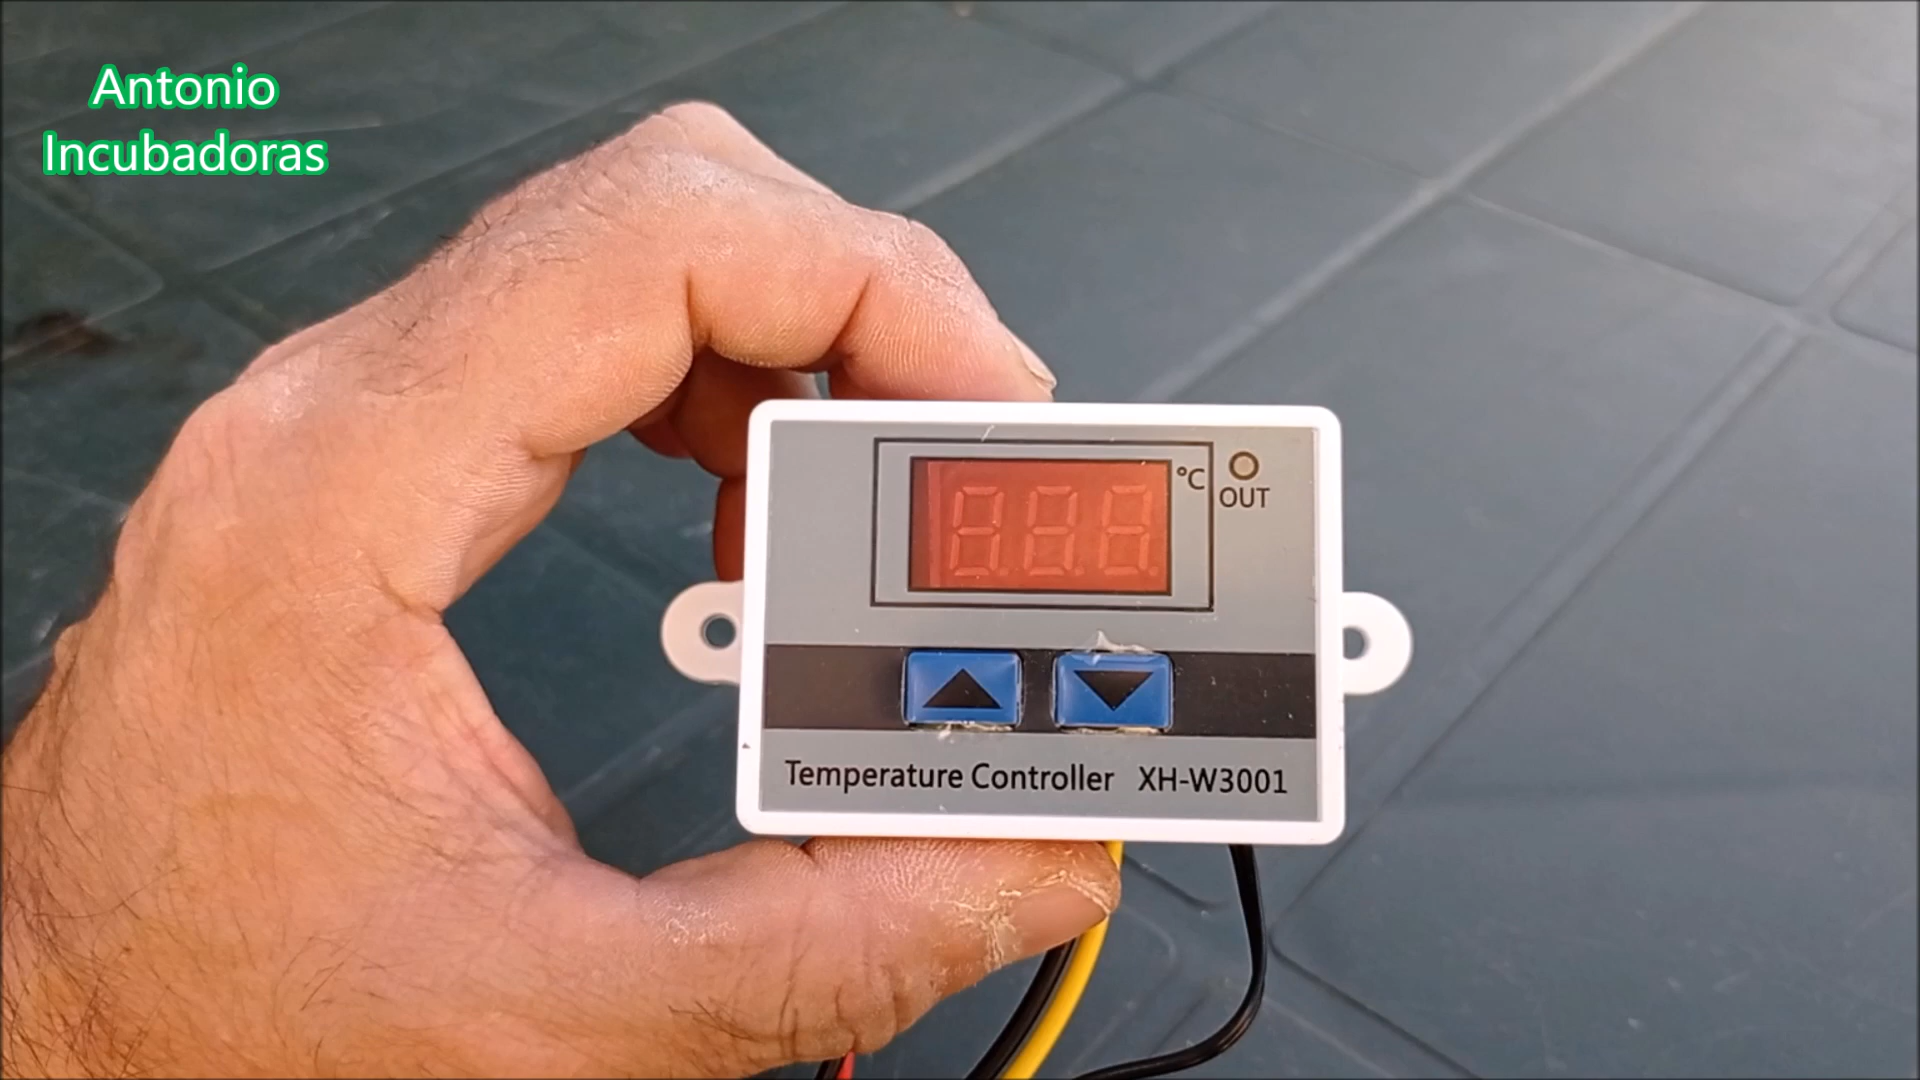 Antonio
Incubadoras
°C
OUT
Temperature Controller XH-W3001